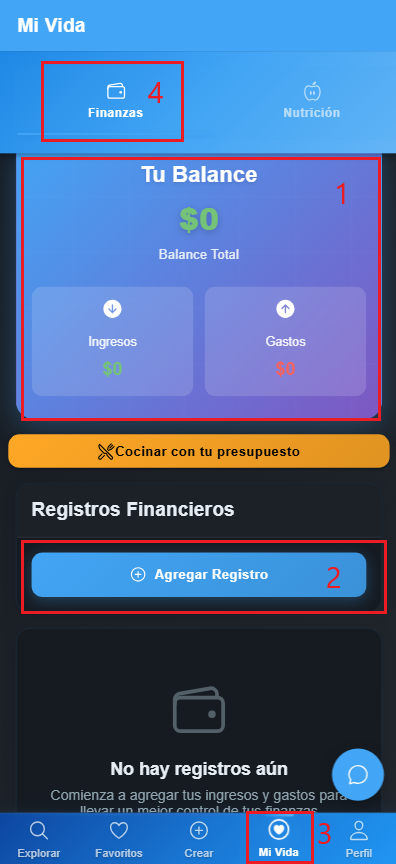 Mi Vida
4
Finanzas
Nutrición
Tu Balance
1
$0
Balance Total
Ingresos
Gastos
$0
$0
Cocinar con tu presupuesto
Registros Financieros
Agregar Registro
2
No hay registros aún
Comienza a agregar tus ingresos y gastos para
llevar un mejor control de tus finanzas
Explorar
Favoritos
Crear
Mi Vida
3
Perfil